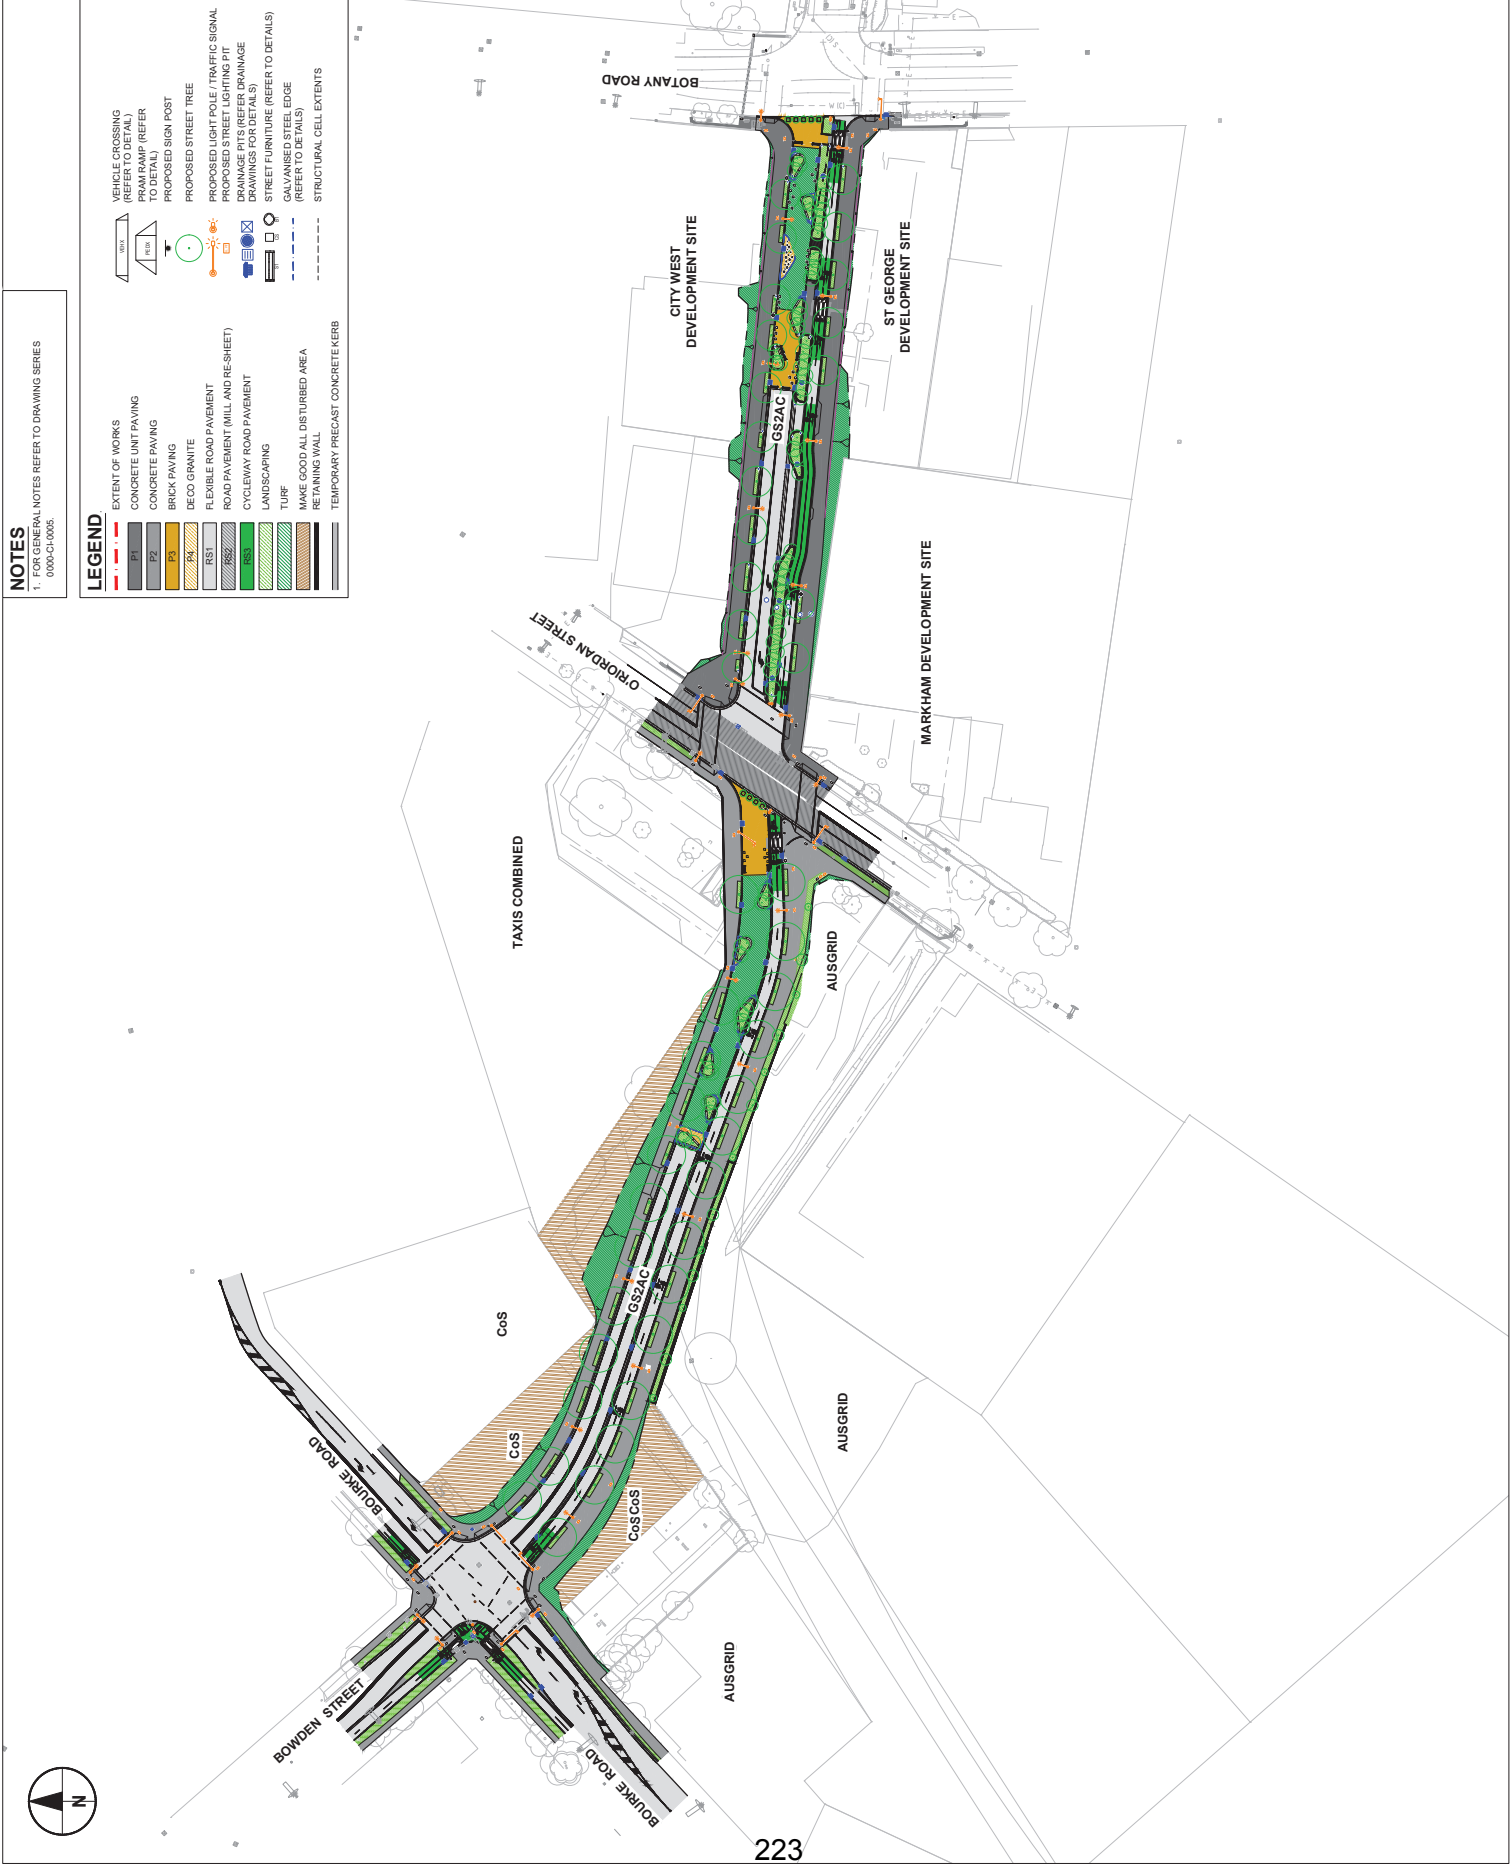 NOTES
1. FOR GENERAL NOTES REFER TO DRAWING SERIES
0000-CI-0005.
LEGEND
EXTENT OF WORKS
P1 CONCRETE UNIT PAVING
P2 CONCRETE PAVING
P3 BRICK PAVING
P4 DECO GRANITE
RS1 FLEXIBLE ROAD PAVEMENT
RS2 ROAD PAVEMENT (MILL AND RE-SHEET)
RS3 CYCLEWAY ROAD PAVEMENT
LANDSCAPING
TURF
MAKE GOOD ALL DISTURBED AREA
RETAINING WALL
TEMPORARY PRECAST CONCRETE KERB
VEHICLE CROSSING
(REFER TO DETAIL)
PRAM RAMP (REFER
TO DETAIL)
PROPOSED SIGN POST
PROPOSED STREET TREE
PROPOSED LIGHT POLE / TRAFFIC SIGNAL
PROPOSED STREET LIGHTING PIT
DRAINAGE PITS (REFER DRAINAGE
DRAWINGS FOR DETAILS)
STREET FURNITURE (REFER TO DETAILS)
GALVANISED STEEL EDGE
(REFER TO DETAILS)
STRUCTURAL CELL EXTENTS
BOTANY ROAD
CITY WEST
DEVELOPMENT SITE
ST GEORGE
DEVELOPMENT SITE
GS2AC
O'RIORDAN STREET
MARKHAM DEVELOPMENT SITE
TAXIS COMBINED
AUSGRID
GS2AC
CoS
CoS
CoS CoS
AUSGRID
AUSGRID
BOURKE ROAD
BOWDEN STREET
BOURKE ROAD
N
223